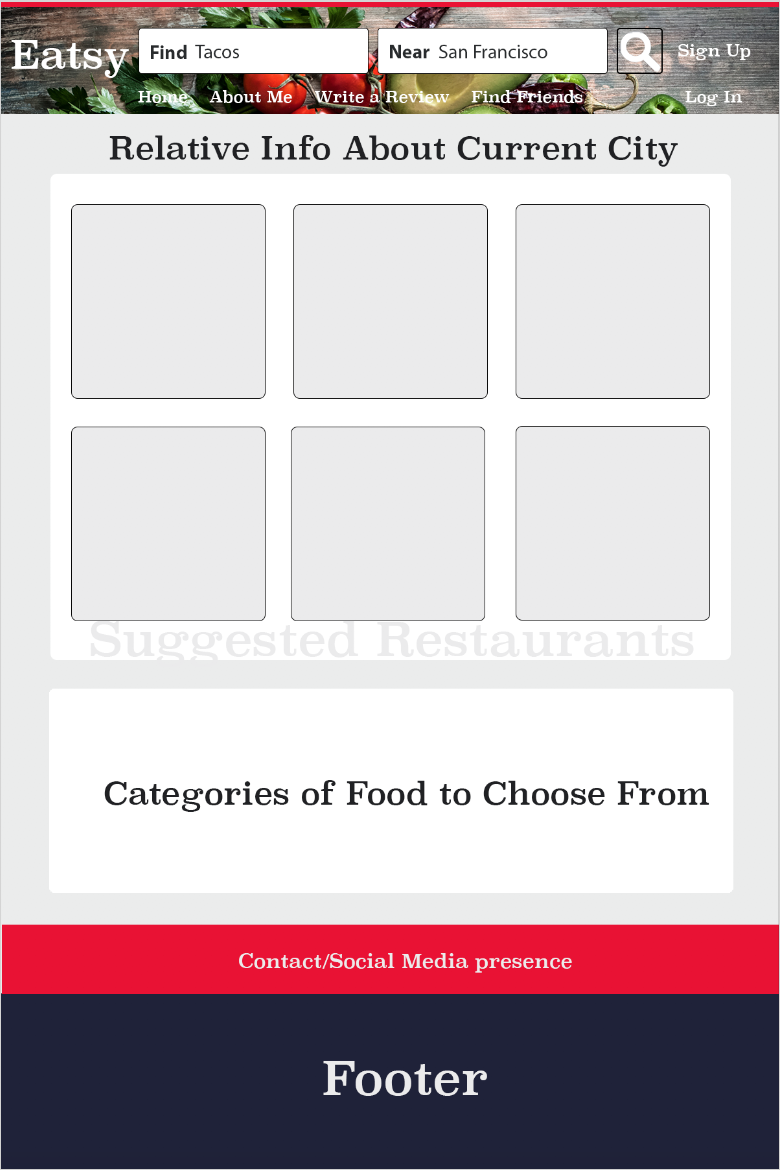 Eatsy
Find Tacos
Near San Francisco
Sign Up
Home
About Me
Write a Review
Find Friends
Log In
Relative Info About Current City
Suggested Restaurants
Categories of Food to Choose From
Contact/Social Media presence
Footer